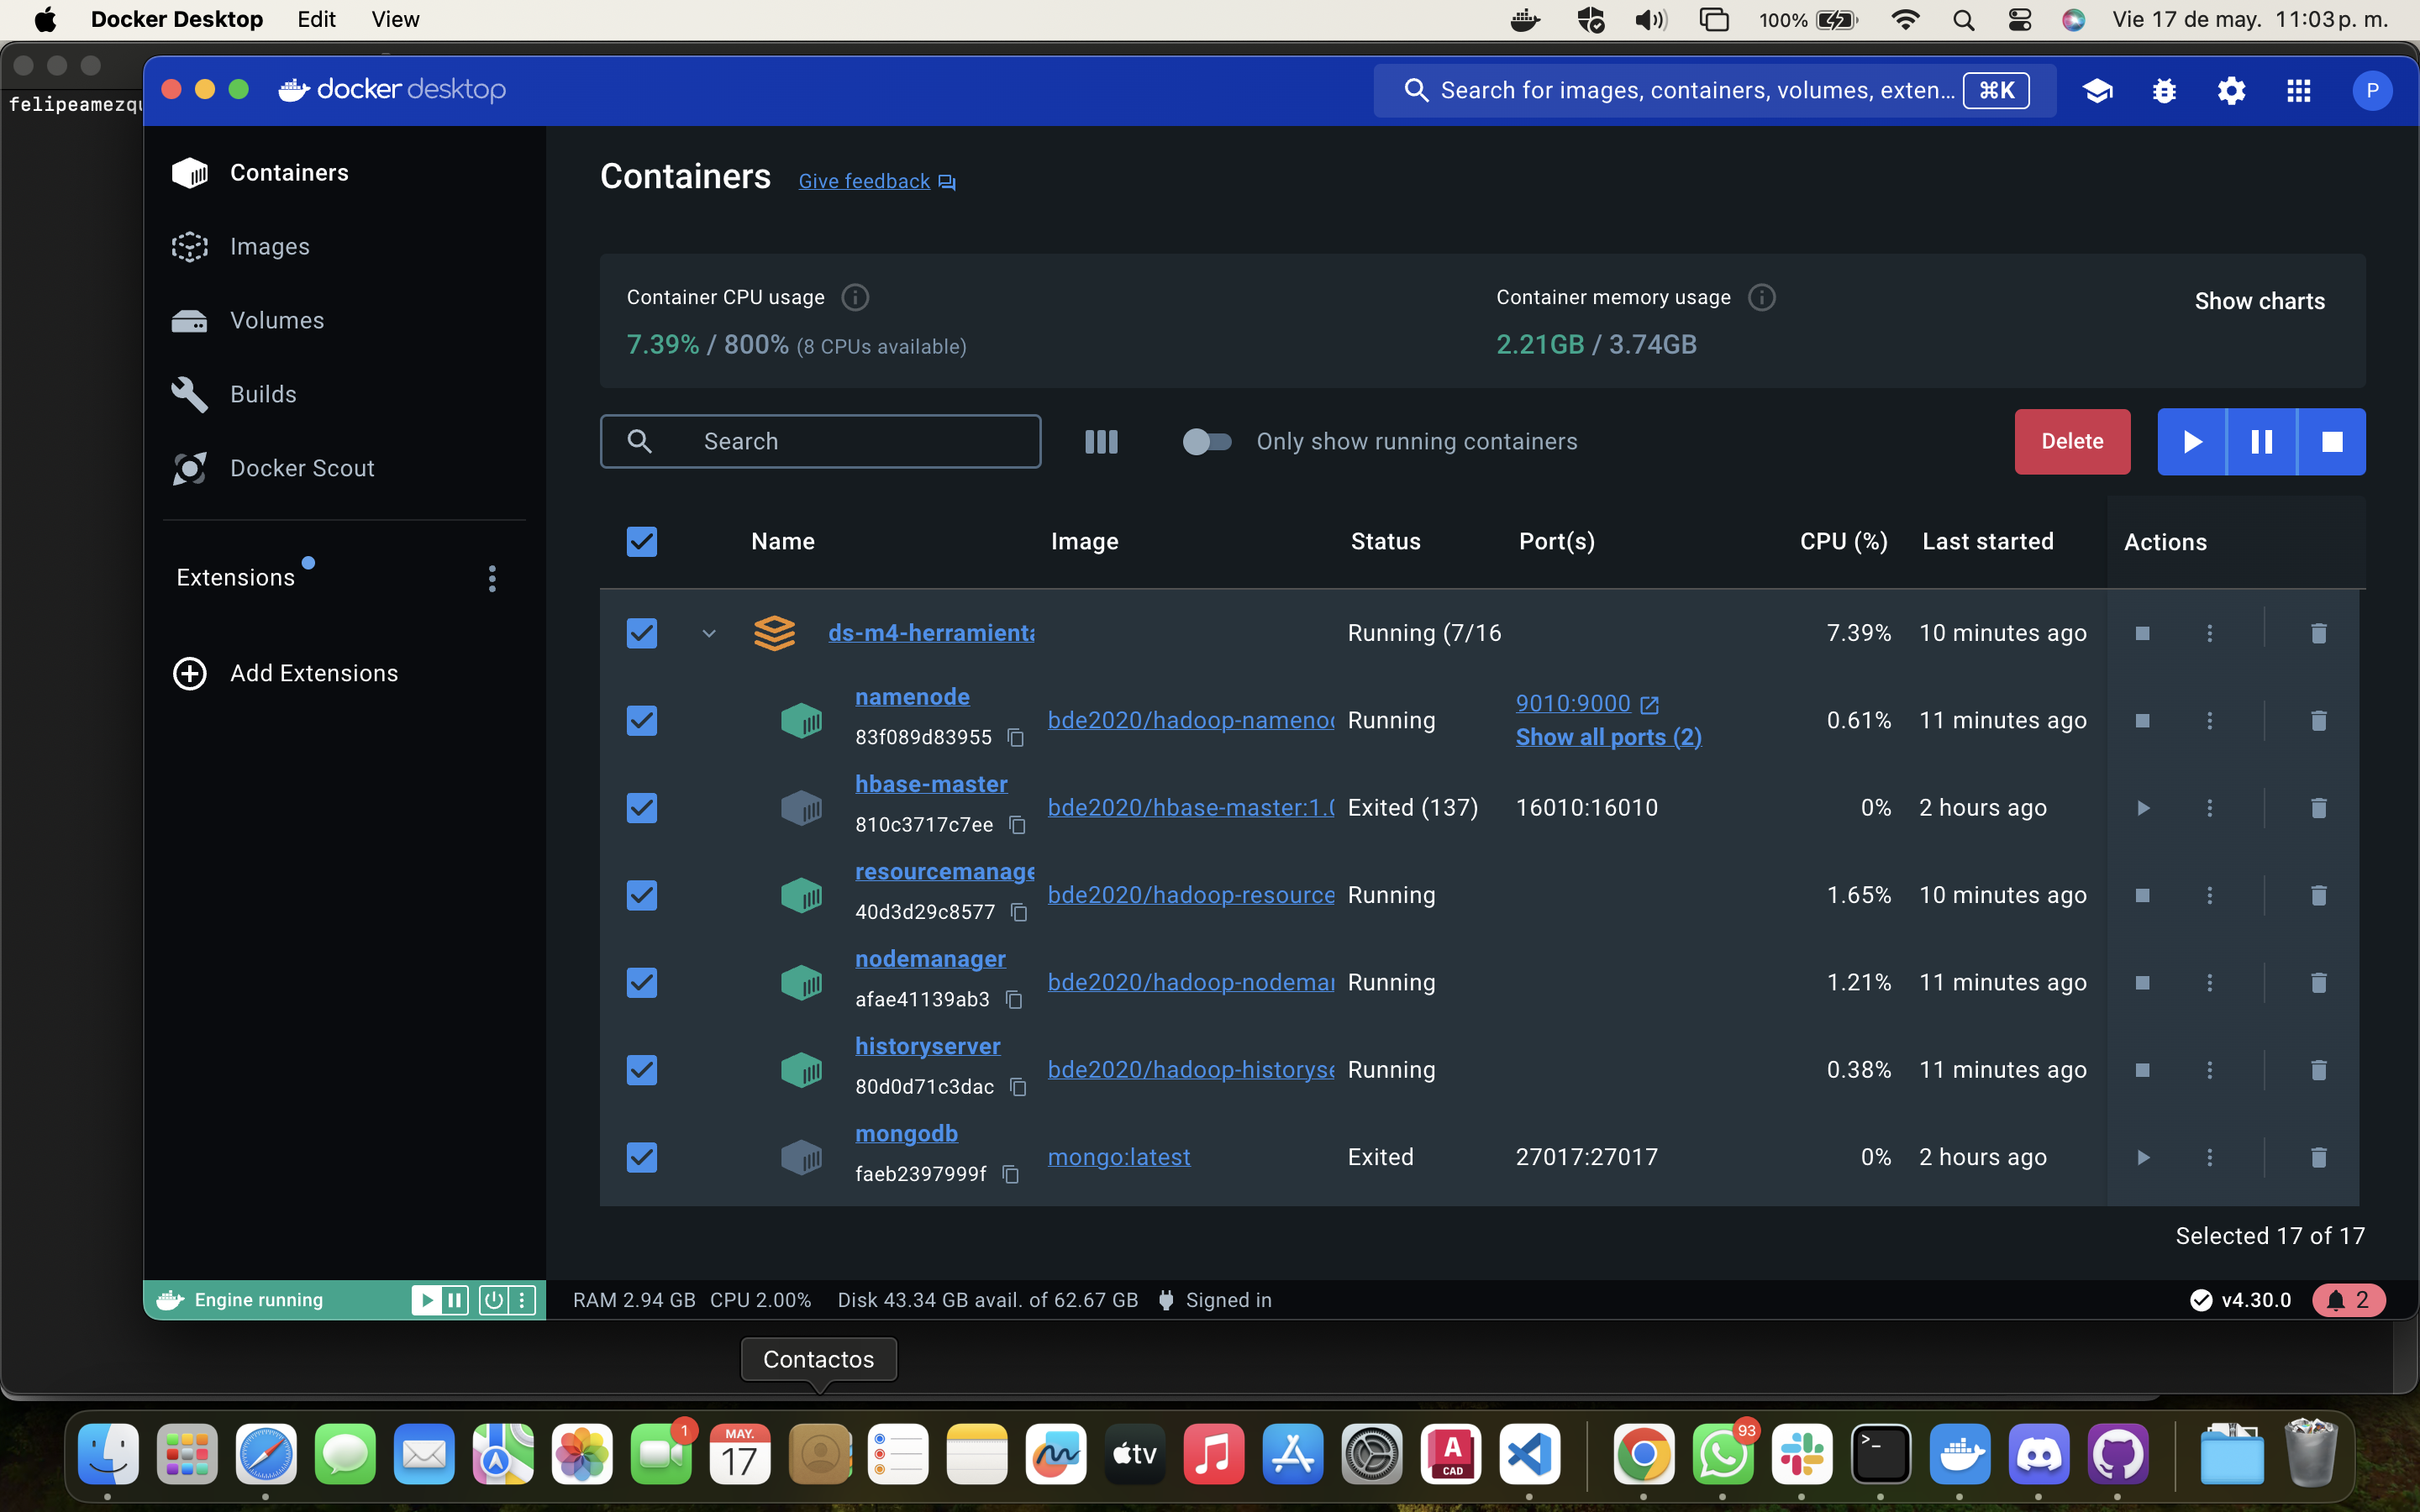 Docker Desktop Edit View 100% Vie 17 de may. 11:03 p. m.
felipeamezqu
docker desktop Search for images, containers, volumes, exten... ⌘K P
Containers
Images
Volumes
Builds
Docker Scout
Extensions
Add Extensions
Containers Give feedback
Container CPU usage
7.39% / 800% (8 CPUs available)
Container memory usage
2.21GB / 3.74GB
Show charts
Search Only show running containers Delete
Name Image Status Port(s) CPU (%) Last started Actions
ds-m4-herramienta Running (7/16 7.39% 10 minutes ago
namenode
83f089d83955
bde2020/hadoop-nameno Running
9010:9000
Show all ports (2)
0.61% 11 minutes ago
hbase-master
810c3717c7ee
bde2020/hbase-master:1.0 Exited (137) 16010:16010 0% 2 hours ago
resourcemanage
40d3d29c8577
bde2020/hadoop-resource Running 1.65% 10 minutes ago
nodemanager
afae41139ab3
bde2020/hadoop-nodemar Running 1.21% 11 minutes ago
historyserver
80d0d71c3dac
bde2020/hadoop-historyse Running 0.38% 11 minutes ago
mongodb
faeb2397999f
mongo:latest Exited 27017:27017 0% 2 hours ago
Selected 17 of 17
Engine running RAM 2.94 GB CPU 2.00% Disk 43.34 GB avail. of 62.67 GB Signed in v4.30.0 2
Contactos
1
MAY.
17
tv
A
CAD
93
>_